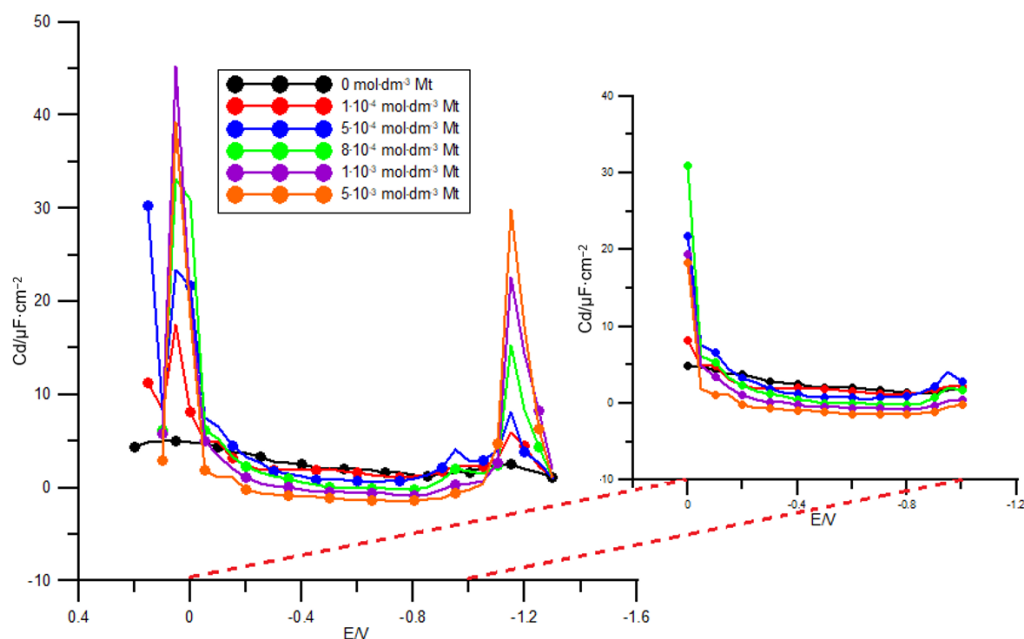 50
40
30
20
10
0
-10
Cd/µF·cm⁻²
0.4
0
-0.4
-0.8
-1.2
-1.6
E/V
0 mol·dm⁻³ Mt
1·10⁻⁴ mol·dm⁻³ Mt
5·10⁻⁴ mol·dm⁻³ Mt
8·10⁻⁴ mol·dm⁻³ Mt
1·10⁻³ mol·dm⁻³ Mt
5·10⁻³ mol·dm⁻³ Mt
40
30
20
10
0
-10
Cd/µF·cm⁻²
0
-0.4
-0.8
-1.2
E/V